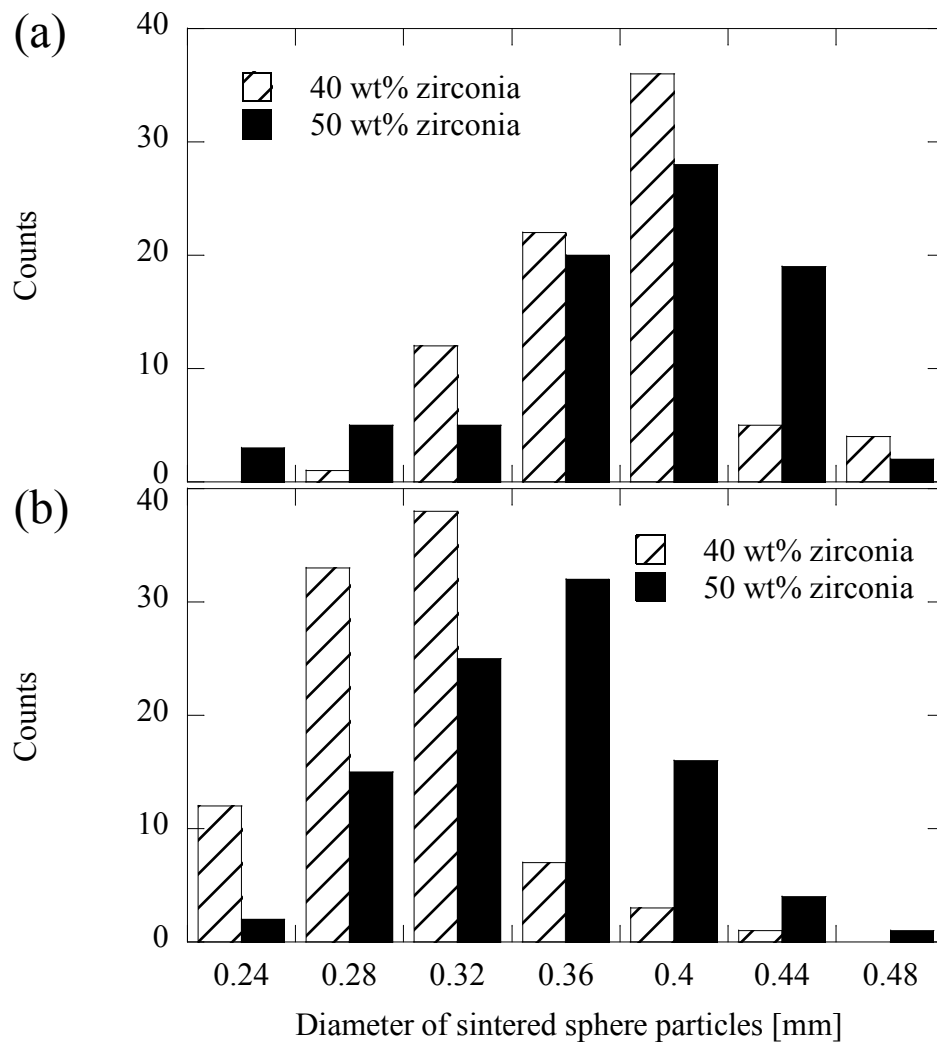 (a)
40
40 wt% zirconia
50 wt% zirconia
30
Counts
20
10
0
(b)
40
40 wt% zirconia
50 wt% zirconia
30
Counts
20
10
0
0.24 0.28 0.32 0.36 0.4 0.44 0.48
Diameter of sintered sphere particles [mm]